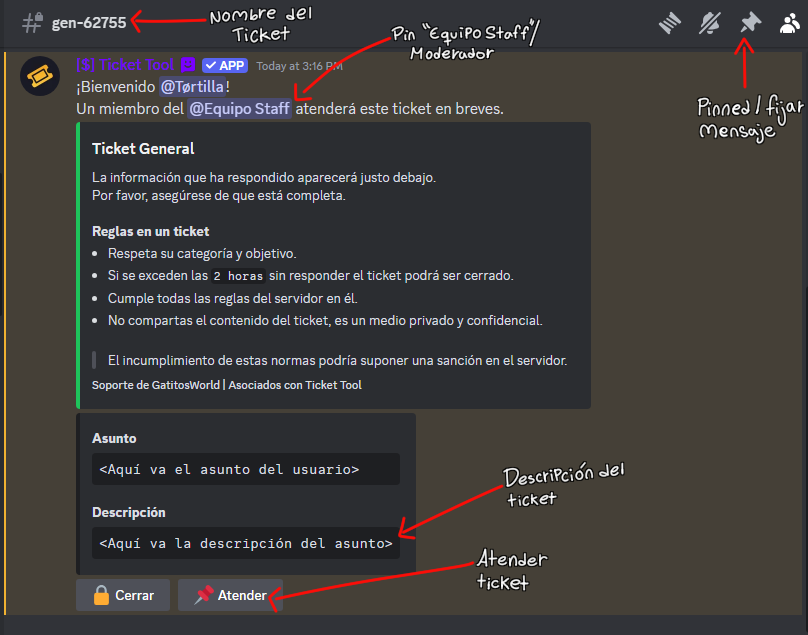 gen-62755
Nombre del
Ticket
Pin "Equipo Staff"/
Moderador
[$] Ticket Tool ✓ APP Today at 3:16 PM
¡Bienvenido @Tørtilla!
Un miembro del @Equipo Staff atenderá este ticket en breves.
Pinned / fijar
mensaje
Ticket General
La información que ha respondido aparecerá justo debajo.
Por favor, asegúrese de que está completa.
Reglas en un ticket
• Respeta su categoría y objetivo.
• Si se exceden las 2 horas sin responder el ticket podrá ser cerrado.
• Cumple todas las reglas del servidor en él.
• No compartas el contenido del ticket, es un medio privado y confidencial.
El incumplimiento de estas normas podría suponer una sanción en el servidor.
Soporte de GatitosWorld | Asociados con Ticket Tool
Asunto
<Aquí va el asunto del usuario>
Descripción del
ticket
Descripción
<Aquí va la descripción del asunto>
Atender
ticket
Cerrar
Atender